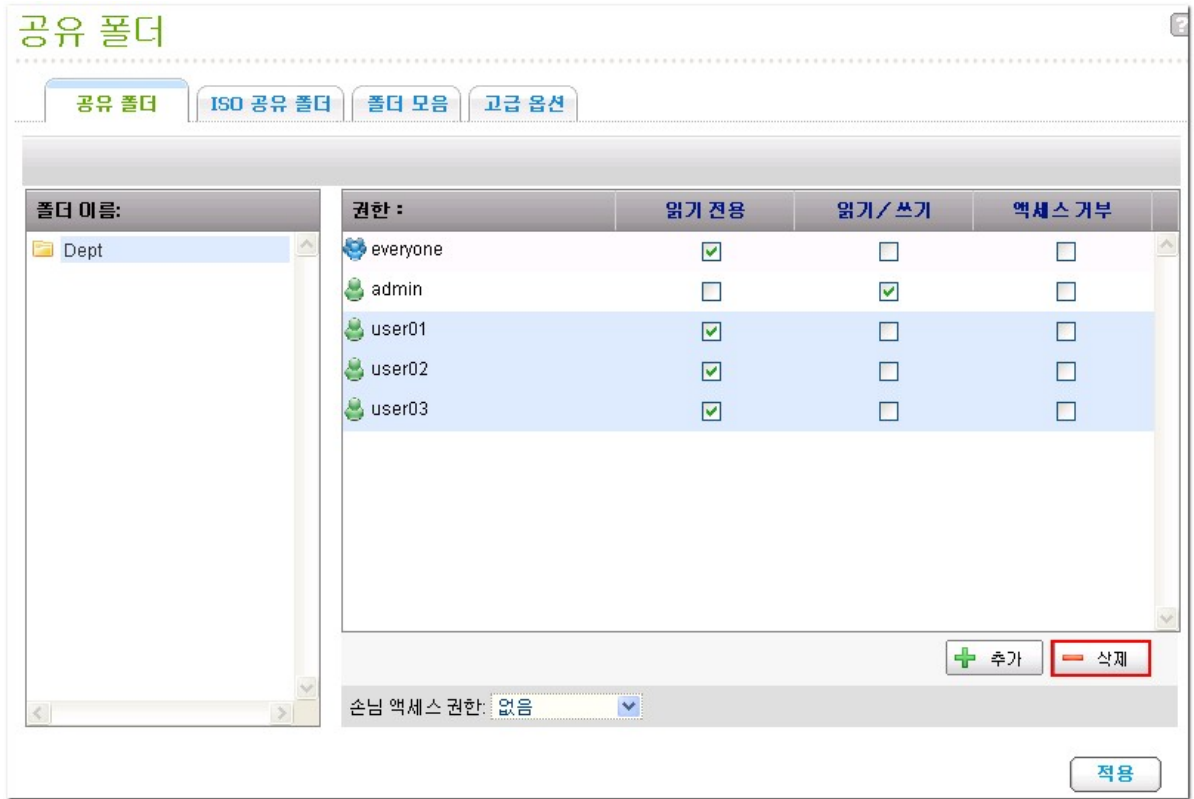 공유 폴더
?
공유 폴더 ISO 공유 폴더 폴더 모음 고급 옵션
폴더 이름:
Dept
권한 : 읽기 전용 읽기/쓰기 액세스 거부
everyone
admin
user01
user02
user03
추가 삭제
손님 액세스 권한: 없음
적용